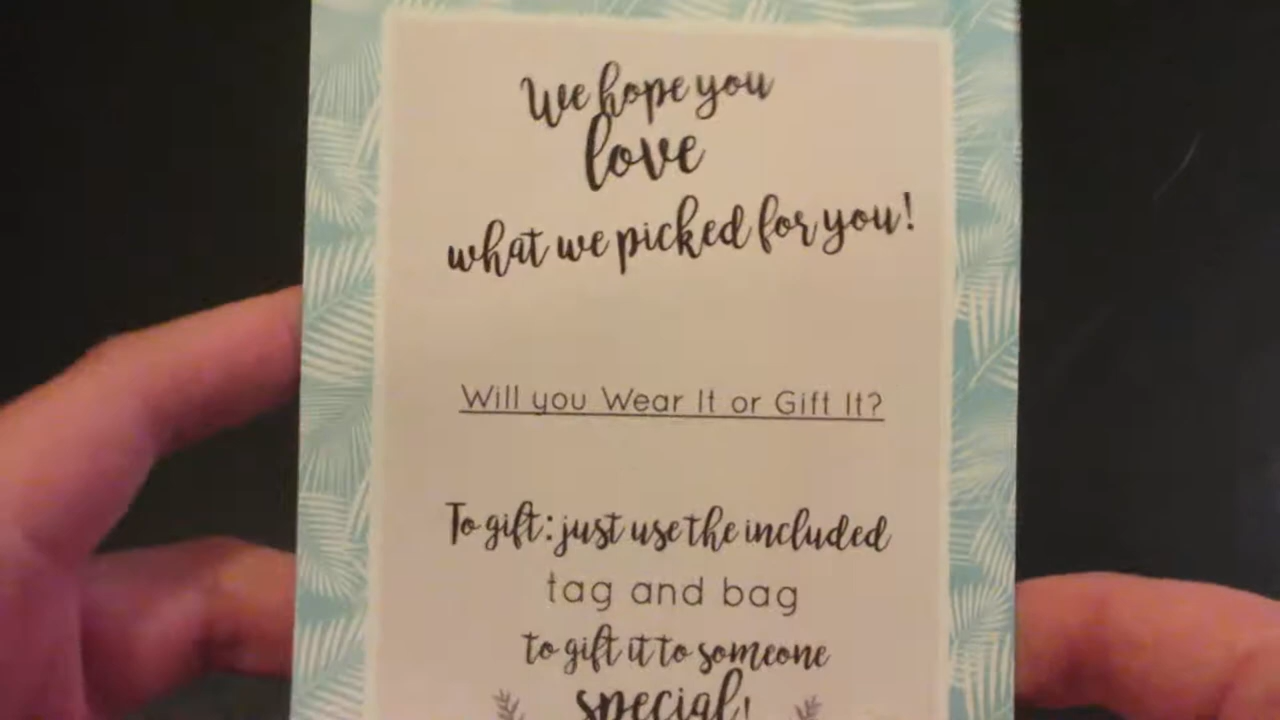 We hope you
love
what we picked for you!
Will you Wear It or Gift It?
To gift: just use the included
tag and bag
to gift it to someone
special!